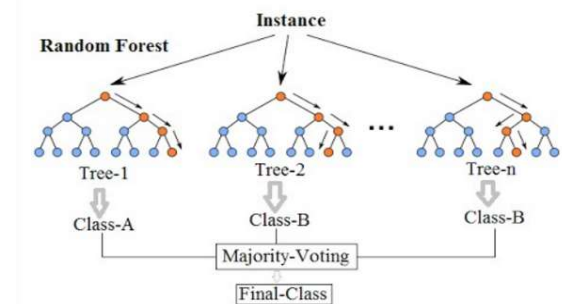 Instance
Random Forest
...
Tree-1
Tree-2
Tree-n
Class-A
Class-B
Class-B
Majority-Voting
Final-Class